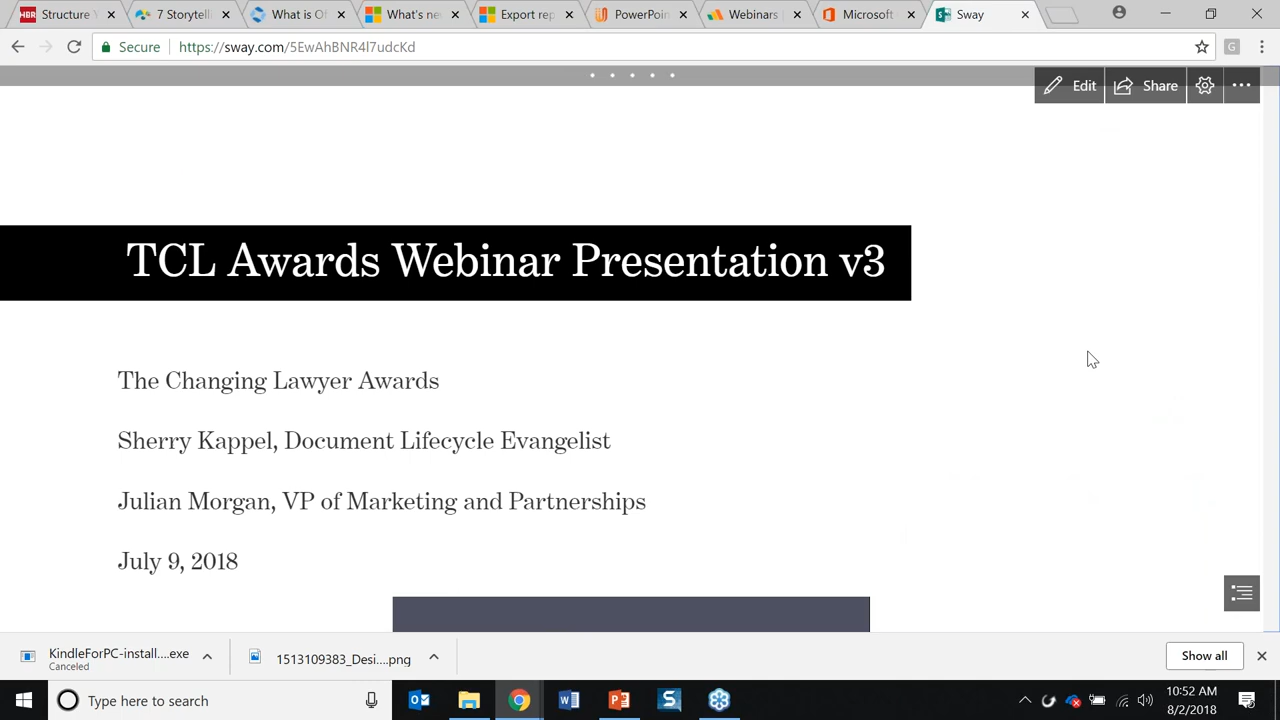 HBR Structure Y
7 Storytelli
What is Of
What's nev
Export rep
PowerPoin
Webinars |
Microsoft
Sway
Secure
https://sway.com/5EwAhBNR4l7udcKd
G
Edit
Share
TCL Awards Webinar Presentation v3
The Changing Lawyer Awards
Sherry Kappel, Document Lifecycle Evangelist
Julian Morgan, VP of Marketing and Partnerships
July 9, 2018
KindleForPC-install....exe
Canceled
1513109383_Desi....png
Show all
Type here to search
10:52 AM
8/2/2018